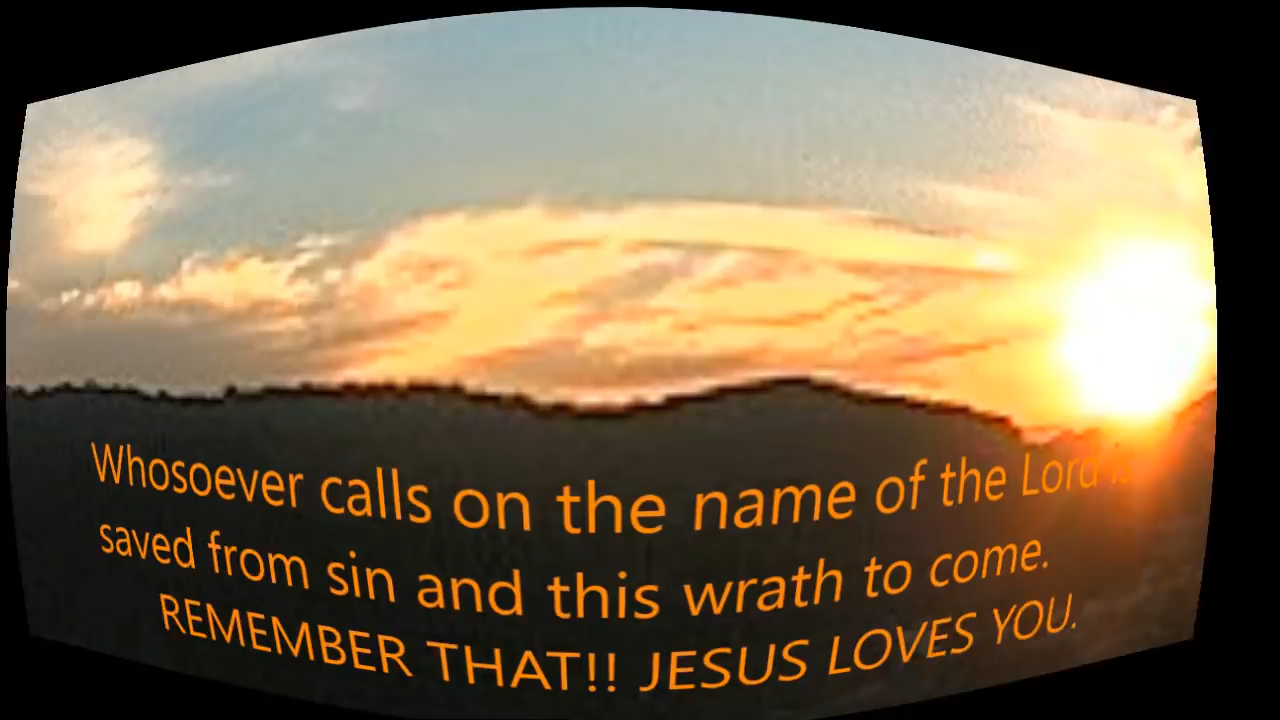 Whosoever calls on the name of the Lord is
saved from sin and this wrath to come.
REMEMBER THAT!! JESUS LOVES YOU.